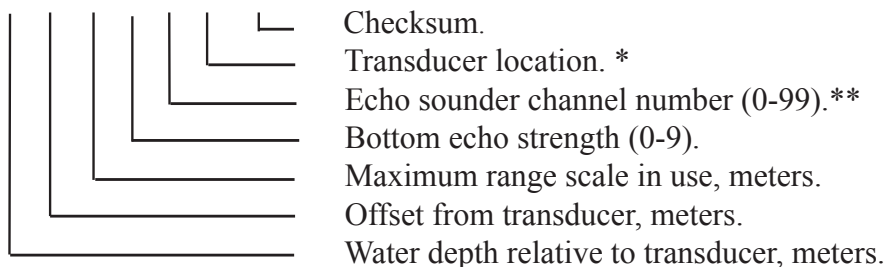 Checksum.
Transducer location. *
Echo sounder channel number (0-99).**
Bottom echo strength (0-9).
Maximum range scale in use, meters.
Offset from transducer, meters.
Water depth relative to transducer, meters.